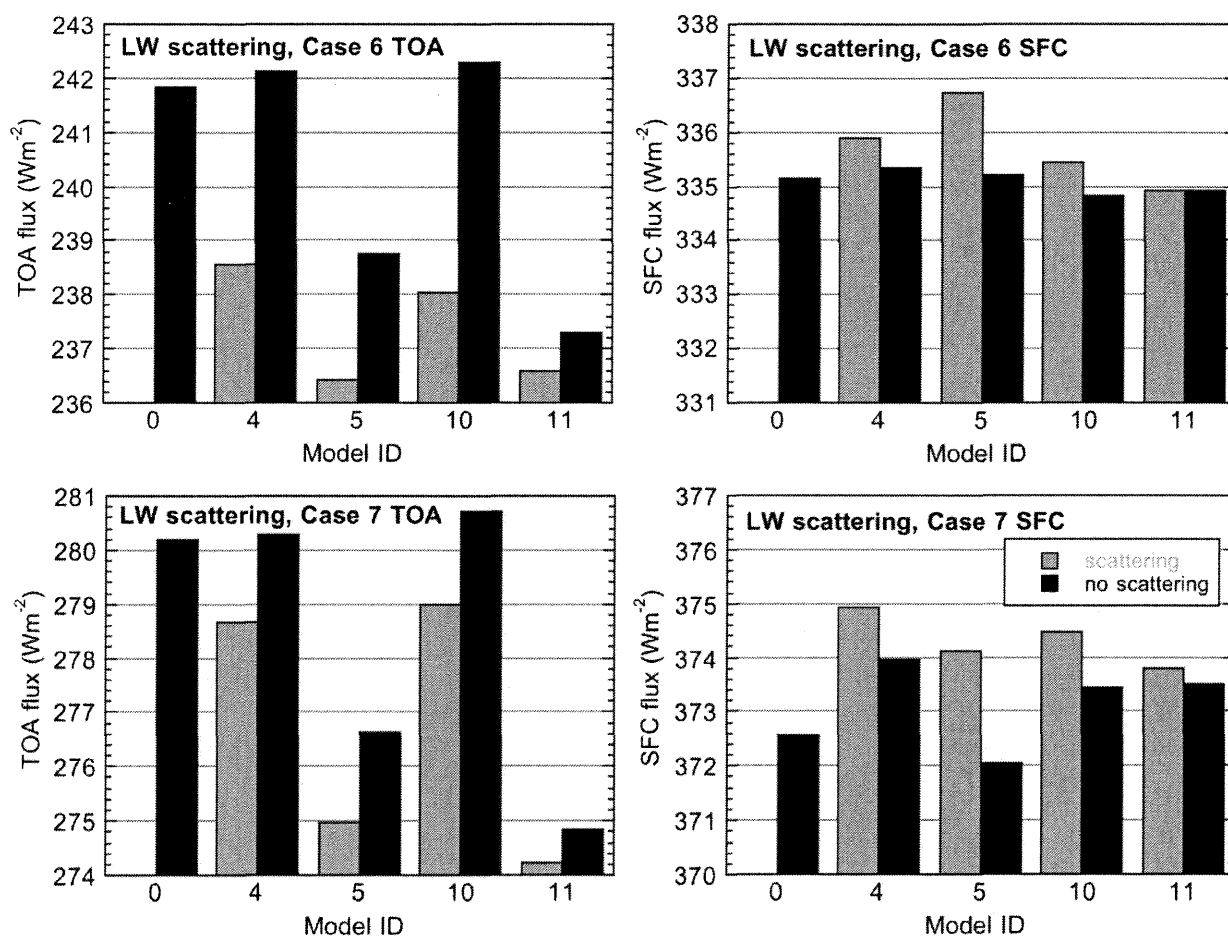 LW scattering, Case 6 TOA
TOA flux (Wm-2)
243
242
241
240
239
238
237
236
0 4 5 10 11
Model ID
LW scattering, Case 6 SFC
SFC flux (Wm-2)
338
337
336
335
334
333
332
331
0 4 5 10 11
Model ID
LW scattering, Case 7 TOA
TOA flux (Wm-2)
281
280
279
278
277
276
275
274
0 4 5 10 11
Model ID
LW scattering, Case 7 SFC
scattering
no scattering
SFC flux (Wm-2)
377
376
375
374
373
372
371
370
0 4 5 10 11
Model ID